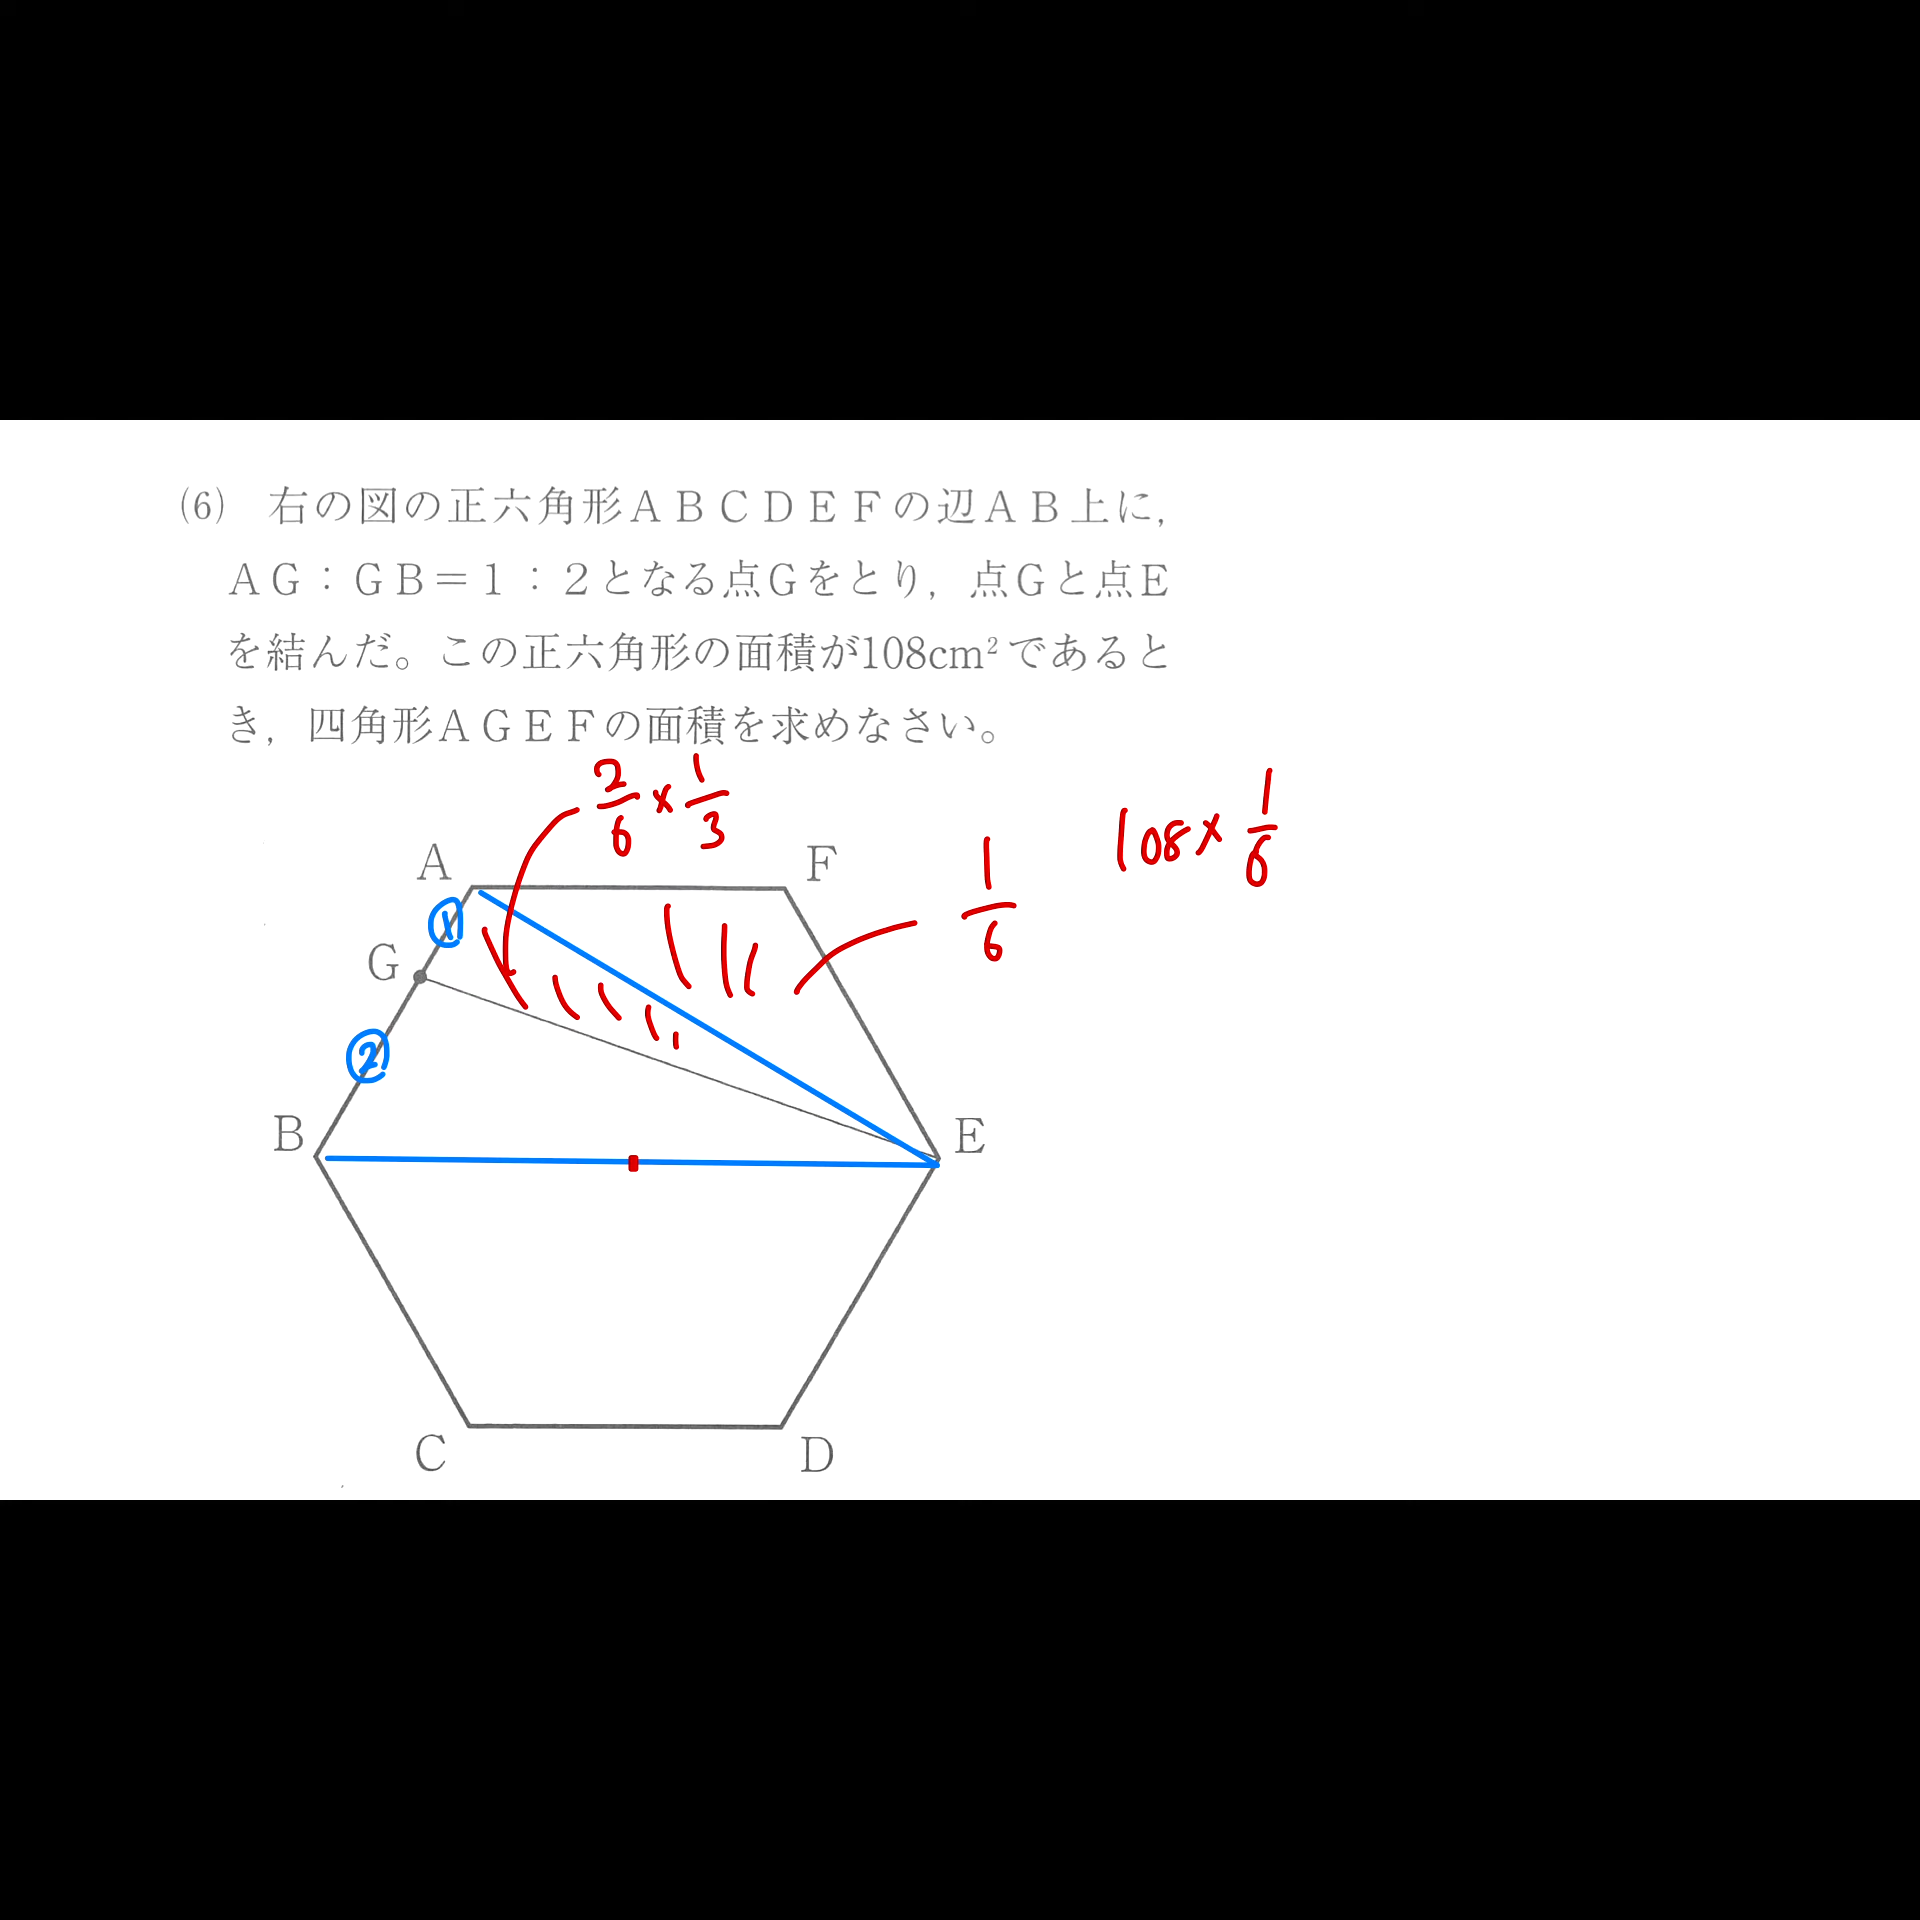 (6) 右の図の正六角形ABCDEFの辺AB上に,
AG:GB=1:2となる点Gをとり, 点Gと点E
を結んだ。この正六角形の面積が108cm²であると
き, 四角形AGEFの面積を求めなさい。
2/6 × 1/3
108 × 1/6
1/6
A
F
①
G
②
B
E
C
D